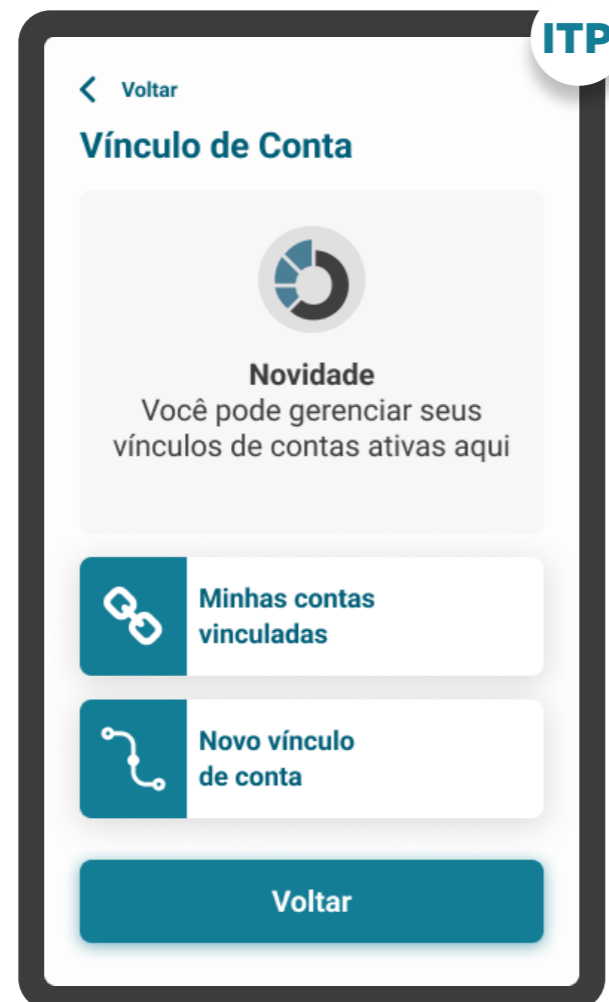 ITP
Voltar
Vínculo de Conta
Novidade
Você pode gerenciar seus
vínculos de contas ativas aqui
Minhas contas
vinculadas
Novo vínculo
de conta
Voltar